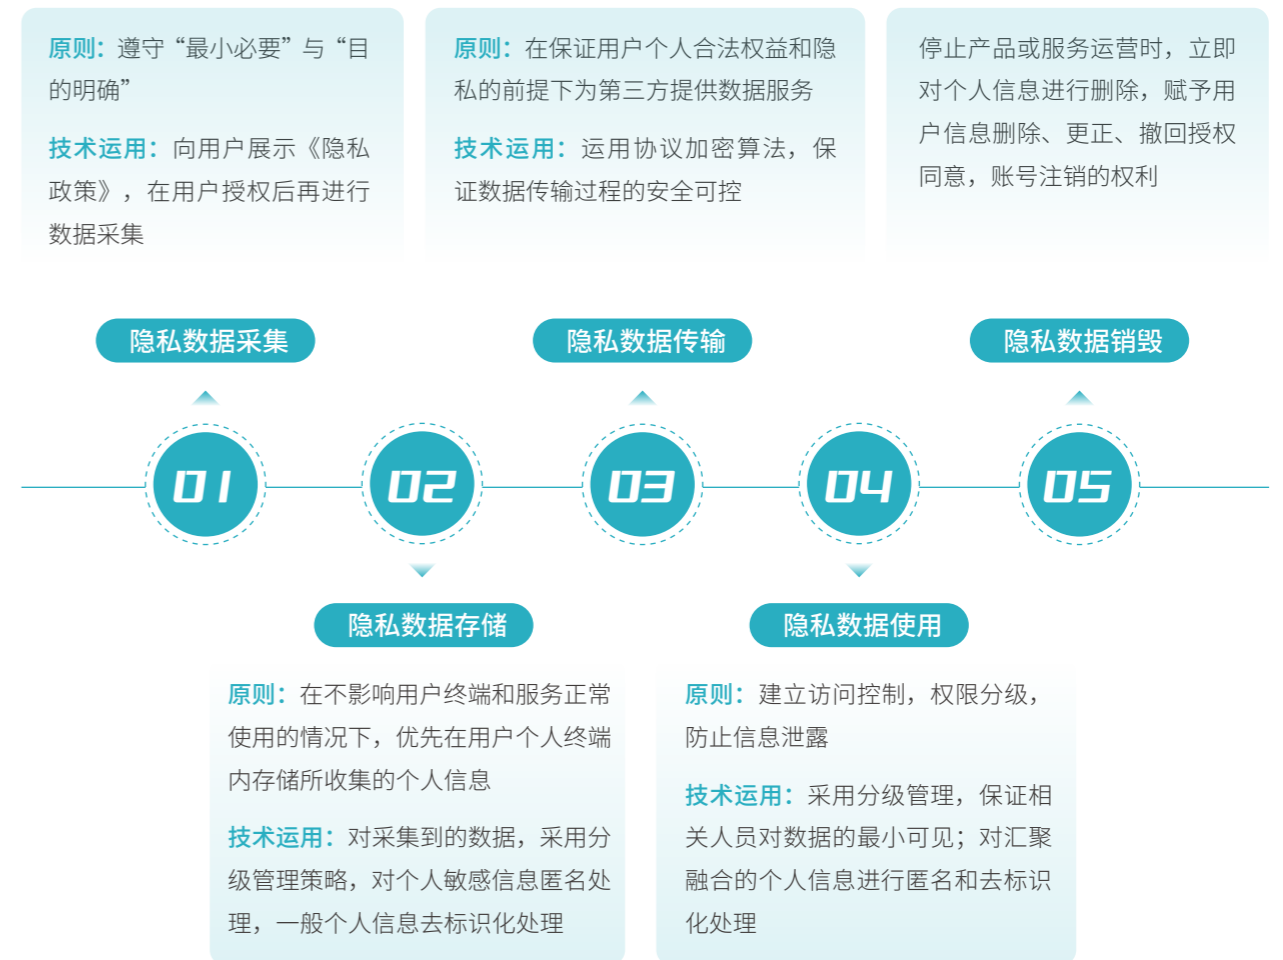 原则：遵守“最小必要”与“目
的明确”
技术运用：向用户展示《隐私
政策》，在用户授权后再进行
数据采集
原则：在保证用户个人合法权益和隐
私的前提下为第三方提供数据服务
技术运用：运用协议加密算法，保
证数据传输过程的安全可控
停止产品或服务运营时，立即
对个人信息进行删除，赋予用
户信息删除、更正、撤回授权
同意，账号注销的权利
隐私数据采集
隐私数据传输
隐私数据销毁
01
02
03
04
05
隐私数据存储
隐私数据使用
原则：在不影响用户终端和服务正常
使用的情况下，优先在用户个人终端
内存储所收集的个人信息
技术运用：对采集到的数据，采用分
级管理策略，对个人敏感信息匿名处
理，一般个人信息去标识化处理
原则：建立访问控制，权限分级，
防止信息泄露
技术运用：采用分级管理，保证相
关人员对数据的最小可见；对汇聚
融合的个人信息进行匿名和去标识
化处理